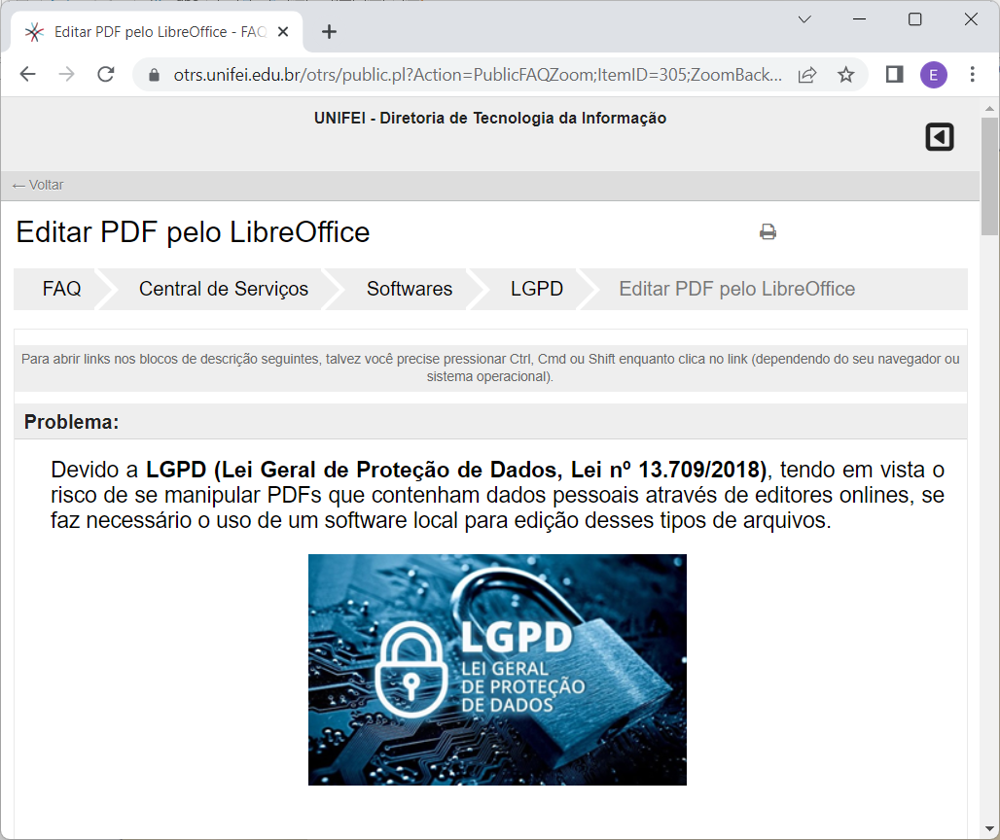 Editar PDF pelo LibreOffice - FAQ
otrs.unifei.edu.br/otrs/public.pl?Action=PublicFAQZoom;ItemID=305;ZoomBack...
E
UNIFEI - Diretoria de Tecnologia da Informação
← Voltar
Editar PDF pelo LibreOffice
FAQ Central de Serviços Softwares LGPD Editar PDF pelo LibreOffice
Para abrir links nos blocos de descrição seguintes, talvez você precise pressionar Ctrl, Cmd ou Shift enquanto clica no link (dependendo do seu navegador ou
sistema operacional).
Problema:
Devido a LGPD (Lei Geral de Proteção de Dados, Lei nº 13.709/2018), tendo em vista o
risco de se manipular PDFs que contenham dados pessoais através de editores onlines, se
faz necessário o uso de um software local para edição desses tipos de arquivos.
LGPD
LEI GERAL
DE PROTEÇÃO
DE DADOS